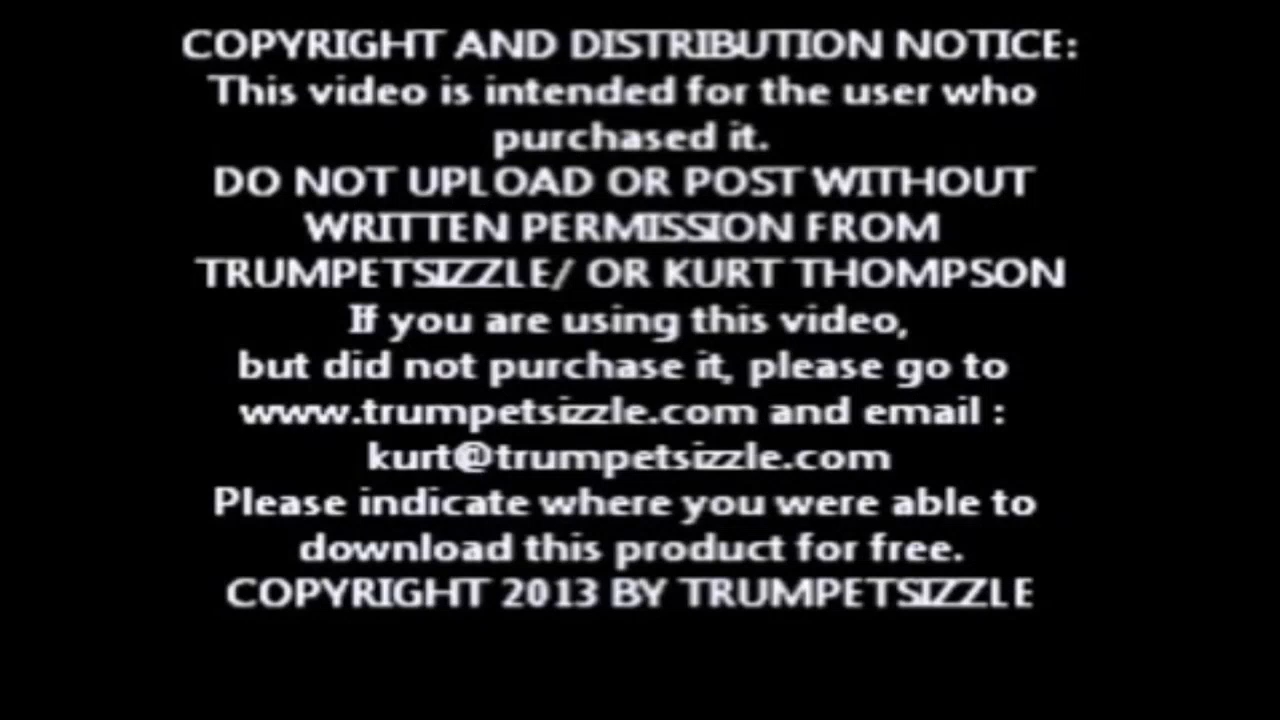 COPYRIGHT AND DISTRIBUTION NOTICE:
This video is intended for the user who
purchased it.
DO NOT UPLOAD OR POST WITHOUT
WRITTEN PERMISSION FROM
TRUMPETSIZZLE/ OR KURT THOMPSON
If you are using this video,
but did not purchase it, please go to
www.trumpetsizzle.com and email :
kurt@trumpetsizzle.com
Please indicate where you were able to
download this product for free.
COPYRIGHT 2013 BY TRUMPETSIZZLE